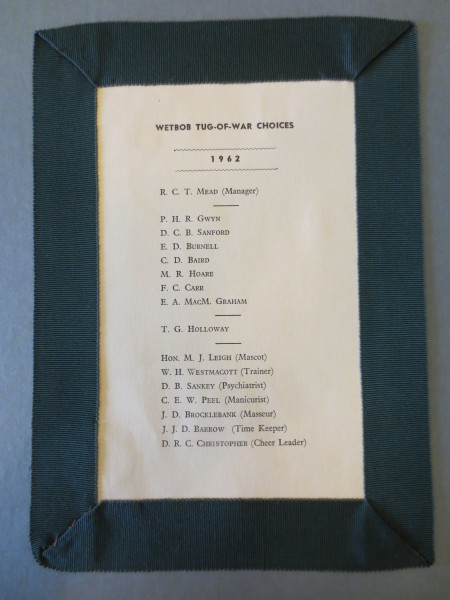 WETBOB TUG-OF-WAR CHOICES
1962
R. C. T. MEAD (Manager)
P. H. R. GWYN
D. C. B. SANFORD
E. D. BURNELL
C. D. BAIRD
M. R. HOARE
F. C. CARR
E. A. MACM. GRAHAM
T. G. HOLLOWAY
HON. M. J. LEIGH (Mascot)
W. H. WESTMACOTT (Trainer)
D. B. SANKEY (Psychiatrist)
C. E. W. PEEL (Manicurist)
J. D. BROCKLEBANK (Masseur)
J. J. D. BARROW (Time Keeper)
D. R. C. CHRISTOPHER (Cheer Leader)